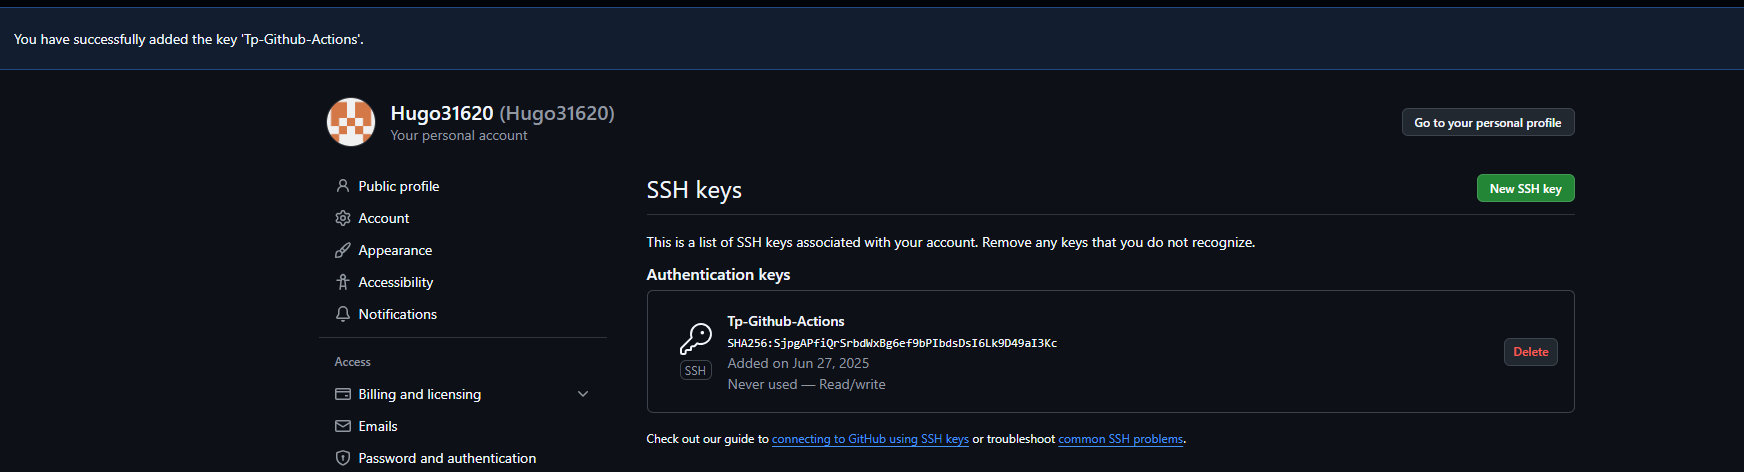 You have successfully added the key 'Tp-Github-Actions'.
Hugo31620 (Hugo31620)
Your personal account
Go to your personal profile
Public profile
Account
Appearance
Accessibility
Notifications
Access
Billing and licensing
Emails
Password and authentication
SSH keys
New SSH key
This is a list of SSH keys associated with your account. Remove any keys that you do not recognize.
Authentication keys
Tp-Github-Actions
SHA256:SjpgAPfiQrSrbdWxBg6ef9bPIbdsDsI6Lk9D49aI3Kc
Added on Jun 27, 2025
Never used — Read/write
SSH
Delete
Check out our guide to connecting to GitHub using SSH keys or troubleshoot common SSH problems.